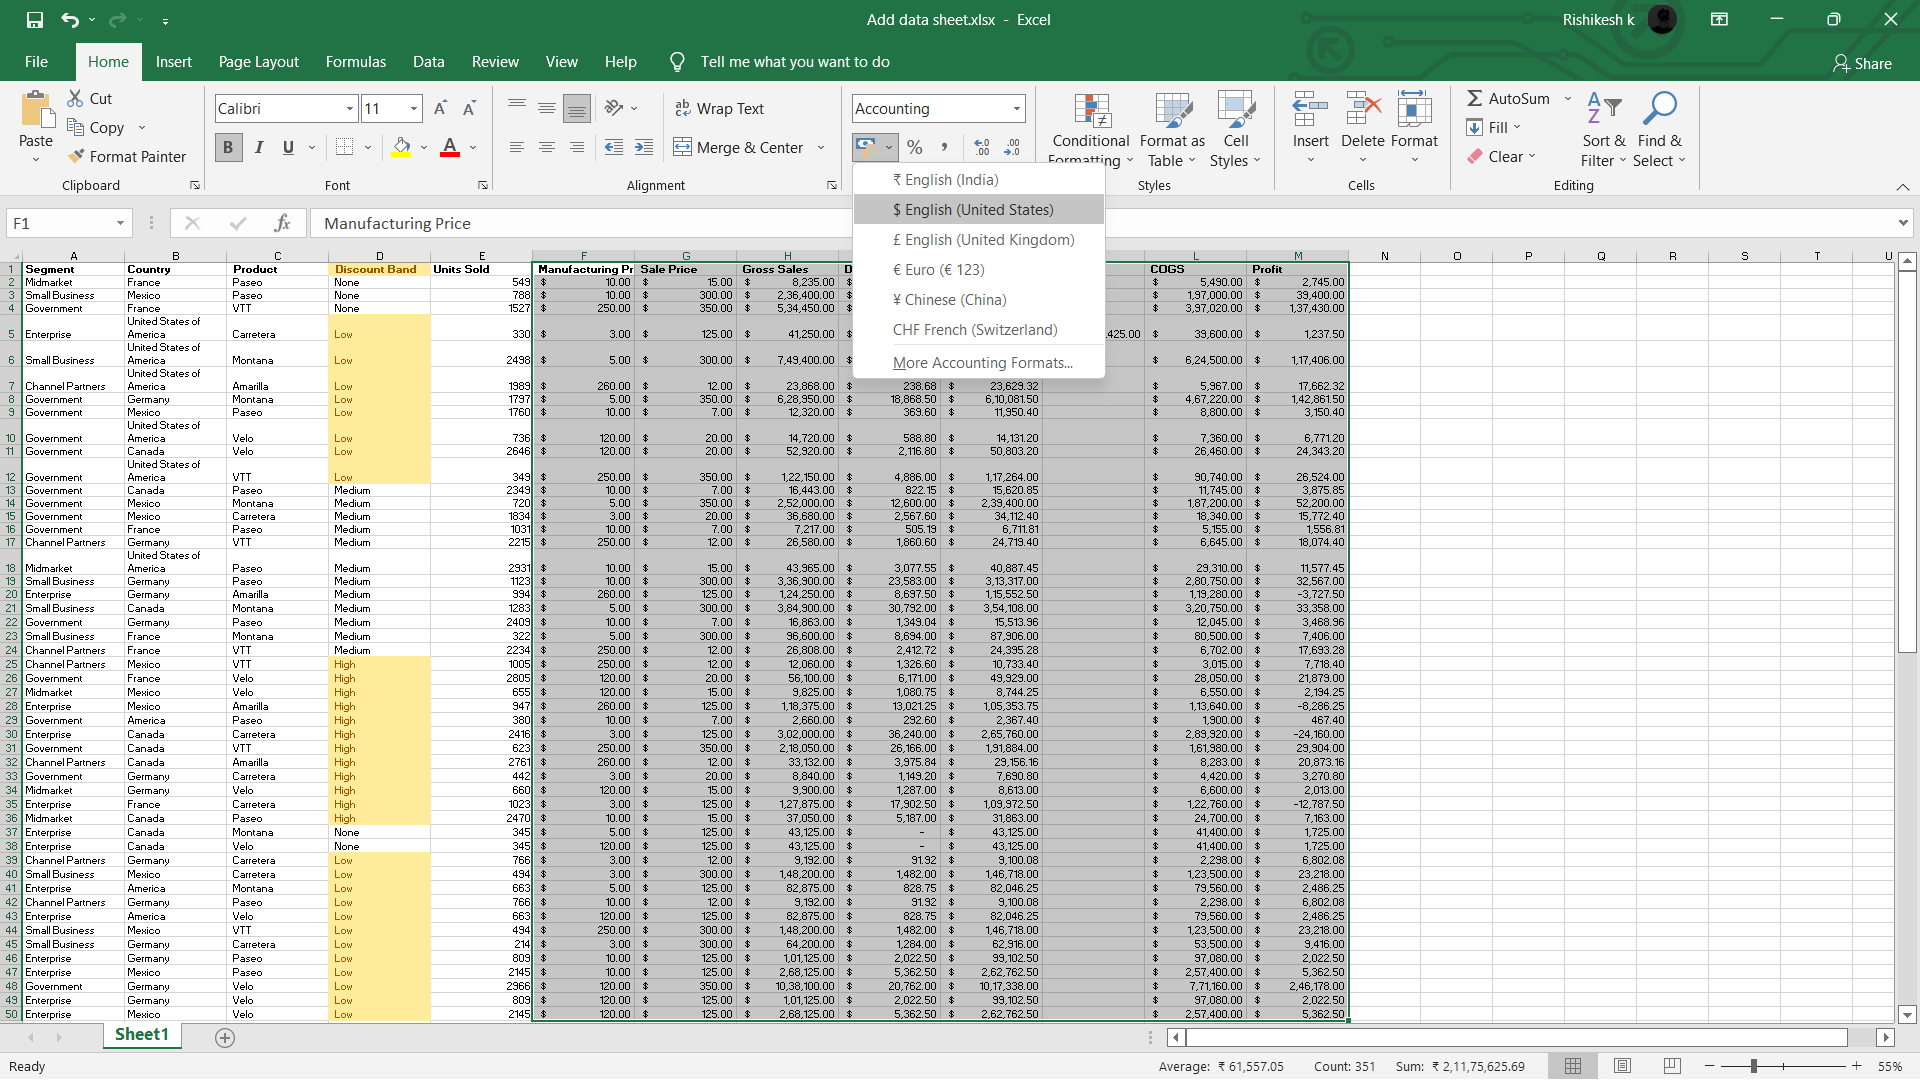 Add data sheet.xlsx - Excel
Rishikesh k
File Home Insert Page Layout Formulas Data Review View Help Tell me what you want to do Share
Paste Cut Copy Format Painter Clipboard
Calibri 11 B I U A Font
Wrap Text Merge & Center Alignment
Accounting % ,
Conditional Formatting Format as Table Cell Styles Styles
Insert Delete Format Cells
AutoSum Fill Clear Sort & Filter Find & Select Editing
₹ English (India)
$ English (United States)
£ English (United Kingdom)
€ Euro (€ 123)
¥ Chinese (China)
CHF French (Switzerland)
More Accounting Formats...
F1 fx Manufacturing Price
A B C D E F G H L M N O P Q R S T U
1 Segment Country Product Discount Band Units Sold Manufacturing Pr Sale Price Gross Sales D COGS Profit
2 Midmarket France Paseo None 549 $ 10.00 $ 15.00 $ 8,235.00 $ $ 5,490.00 $ 2,745.00
3 Small Business Mexico Paseo None 788 $ 10.00 $ 300.00 $ 2,36,400.00 $ $ 1,97,000.00 $ 39,400.00
4 Government France VTT None 1527 $ 250.00 $ 350.00 $ 5,34,450.00 $ $ 3,97,020.00 $ 1,37,430.00
5 Enterprise United States of America Carretera Low 330 $ 3.00 $ 125.00 $ 41,250.00 $ 425.00 $ 39,600.00 $ 1,237.50
6 Small Business United States of America Montana Low 2498 $ 5.00 $ 300.00 $ 7,49,400.00 $ $ 6,24,500.00 $ 1,17,406.00
7 Channel Partners United States of America Amarilla Low 1989 $ 260.00 $ 12.00 $ 23,868.00 $ 238.68 $ 23,629.32 $ 5,967.00 $ 17,662.32
8 Government Germany Montana Low 1797 $ 5.00 $ 350.00 $ 6,28,950.00 $ 18,868.50 $ 6,10,081.50 $ 4,67,220.00 $ 1,42,861.50
9 Government Mexico Paseo Low 1760 $ 10.00 $ 7.00 $ 12,320.00 $ 369.60 $ 11,950.40 $ 8,800.00 $ 3,150.40
10 Government United States of America Velo Low 736 $ 120.00 $ 20.00 $ 14,720.00 $ 588.80 $ 14,131.20 $ 7,360.00 $ 6,771.20
11 Government Canada Velo Low 2646 $ 120.00 $ 20.00 $ 52,920.00 $ 2,116.80 $ 50,803.20 $ 26,460.00 $ 24,343.20
12 Government United States of America VTT Low 349 $ 250.00 $ 350.00 $ 1,22,150.00 $ 4,886.00 $ 1,17,264.00 $ 90,740.00 $ 26,524.00
13 Government Canada Paseo Medium 2349 $ 10.00 $ 7.00 $ 16,443.00 $ 822.15 $ 15,620.85 $ 11,745.00 $ 3,875.85
14 Government Mexico Montana Medium 720 $ 5.00 $ 350.00 $ 2,52,000.00 $ 12,600.00 $ 2,39,400.00 $ 1,87,200.00 $ 52,200.00
15 Government Mexico Carretera Medium 1834 $ 3.00 $ 20.00 $ 36,680.00 $ 2,567.60 $ 34,112.40 $ 18,340.00 $ 15,772.40
16 Government France Paseo Medium 1031 $ 10.00 $ 7.00 $ 7,217.00 $ 505.19 $ 6,711.81 $ 5,155.00 $ 1,556.81
17 Channel Partners Germany VTT Medium 2215 $ 250.00 $ 12.00 $ 26,580.00 $ 1,860.60 $ 24,719.40 $ 6,645.00 $ 18,074.40
18 Midmarket United States of America Paseo Medium 2931 $ 10.00 $ 15.00 $ 43,965.00 $ 3,077.55 $ 40,887.45 $ 29,310.00 $ 11,577.45
19 Small Business Germany Paseo Medium 1123 $ 10.00 $ 300.00 $ 3,36,900.00 $ 23,583.00 $ 3,13,317.00 $ 2,80,750.00 $ 32,567.00
20 Enterprise Germany Amarilla Medium 994 $ 260.00 $ 125.00 $ 1,24,250.00 $ 8,697.50 $ 1,15,552.50 $ 1,19,280.00 $ -3,727.50
21 Small Business Canada Montana Medium 1283 $ 5.00 $ 300.00 $ 3,84,900.00 $ 30,792.00 $ 3,54,108.00 $ 3,20,750.00 $ 33,358.00
22 Government Germany Paseo Medium 2409 $ 10.00 $ 7.00 $ 16,863.00 $ 1,349.04 $ 15,513.96 $ 12,045.00 $ 3,468.96
23 Small Business France Montana Medium 322 $ 5.00 $ 300.00 $ 96,600.00 $ 8,694.00 $ 87,906.00 $ 80,500.00 $ 7,406.00
24 Channel Partners France VTT Medium 2234 $ 250.00 $ 12.00 $ 26,808.00 $ 2,412.72 $ 24,395.28 $ 6,702.00 $ 17,693.28
25 Channel Partners Mexico VTT High 1005 $ 250.00 $ 12.00 $ 12,060.00 $ 1,326.60 $ 10,733.40 $ 3,015.00 $ 7,718.40
26 Government France Velo High 2805 $ 120.00 $ 20.00 $ 56,100.00 $ 6,171.00 $ 49,929.00 $ 28,050.00 $ 21,879.00
27 Midmarket Mexico Velo High 655 $ 120.00 $ 15.00 $ 9,825.00 $ 1,080.75 $ 8,744.25 $ 6,550.00 $ 2,194.25
28 Enterprise Mexico Amarilla High 947 $ 260.00 $ 125.00 $ 1,18,375.00 $ 13,021.25 $ 1,05,353.75 $ 1,13,640.00 $ -8,286.25
29 Government America Paseo High 380 $ 10.00 $ 7.00 $ 2,660.00 $ 292.60 $ 2,367.40 $ 1,900.00 $ 467.40
30 Enterprise Canada Carretera High 2416 $ 3.00 $ 125.00 $ 3,02,000.00 $ 36,240.00 $ 2,65,760.00 $ 2,89,920.00 $ -24,160.00
31 Government Canada VTT High 623 $ 250.00 $ 350.00 $ 2,18,050.00 $ 26,166.00 $ 1,91,884.00 $ 1,61,980.00 $ 29,904.00
32 Channel Partners Canada Amarilla High 2761 $ 260.00 $ 12.00 $ 33,132.00 $ 3,975.84 $ 29,156.16 $ 8,283.00 $ 20,873.16
33 Government Germany Carretera High 442 $ 3.00 $ 20.00 $ 8,840.00 $ 1,149.20 $ 7,690.80 $ 4,420.00 $ 3,270.80
34 Midmarket Germany Velo High 660 $ 120.00 $ 15.00 $ 9,900.00 $ 1,287.00 $ 8,613.00 $ 6,600.00 $ 2,013.00
35 Enterprise France Carretera High 1023 $ 3.00 $ 125.00 $ 1,27,875.00 $ 17,902.50 $ 1,09,972.50 $ 1,22,760.00 $ -12,787.50
36 Midmarket Canada Paseo High 2470 $ 10.00 $ 15.00 $ 37,050.00 $ 5,187.00 $ 31,863.00 $ 24,700.00 $ 7,163.00
37 Enterprise Canada Montana None 345 $ 5.00 $ 125.00 $ 43,125.00 $ - $ 43,125.00 $ 41,400.00 $ 1,725.00
38 Enterprise Canada Velo None 345 $ 120.00 $ 125.00 $ 43,125.00 $ - $ 43,125.00 $ 41,400.00 $ 1,725.00
39 Channel Partners Germany Carretera Low 766 $ 3.00 $ 12.00 $ 9,192.00 $ 91.92 $ 9,100.08 $ 2,298.00 $ 6,802.08
40 Small Business Mexico Carretera Low 494 $ 3.00 $ 300.00 $ 1,48,200.00 $ 1,482.00 $ 1,46,718.00 $ 1,23,500.00 $ 23,218.00
41 Enterprise America Montana Low 663 $ 5.00 $ 125.00 $ 82,875.00 $ 828.75 $ 82,046.25 $ 79,560.00 $ 2,486.25
42 Channel Partners Germany Paseo Low 766 $ 10.00 $ 12.00 $ 9,192.00 $ 91.92 $ 9,100.08 $ 2,298.00 $ 6,802.08
43 Enterprise America Velo Low 663 $ 120.00 $ 125.00 $ 82,875.00 $ 828.75 $ 82,046.25 $ 79,560.00 $ 2,486.25
44 Small Business Mexico VTT Low 494 $ 250.00 $ 300.00 $ 1,48,200.00 $ 1,482.00 $ 1,46,718.00 $ 1,23,500.00 $ 23,218.00
45 Small Business Germany Carretera Low 214 $ 3.00 $ 300.00 $ 64,200.00 $ 1,284.00 $ 62,916.00 $ 53,500.00 $ 9,416.00
46 Enterprise Germany Paseo Low 809 $ 10.00 $ 125.00 $ 1,01,125.00 $ 2,022.50 $ 99,102.50 $ 97,080.00 $ 2,022.50
47 Enterprise Mexico Paseo Low 2145 $ 10.00 $ 125.00 $ 2,68,125.00 $ 5,362.50 $ 2,62,762.50 $ 2,57,400.00 $ 5,362.50
48 Government Germany Velo Low 2966 $ 120.00 $ 350.00 $ 10,38,100.00 $ 20,762.00 $ 10,17,338.00 $ 7,71,160.00 $ 2,46,178.00
49 Enterprise Germany Velo Low 809 $ 120.00 $ 125.00 $ 1,01,125.00 $ 2,022.50 $ 99,102.50 $ 97,080.00 $ 2,022.50
50 Enterprise Mexico Velo Low 2145 $ 120.00 $ 125.00 $ 2,68,125.00 $ 5,362.50 $ 2,62,762.50 $ 2,57,400.00 $ 5,362.50
Sheet1
Ready Average: ₹ 61,557.05 Count: 351 Sum: ₹ 2,11,75,625.69 55%